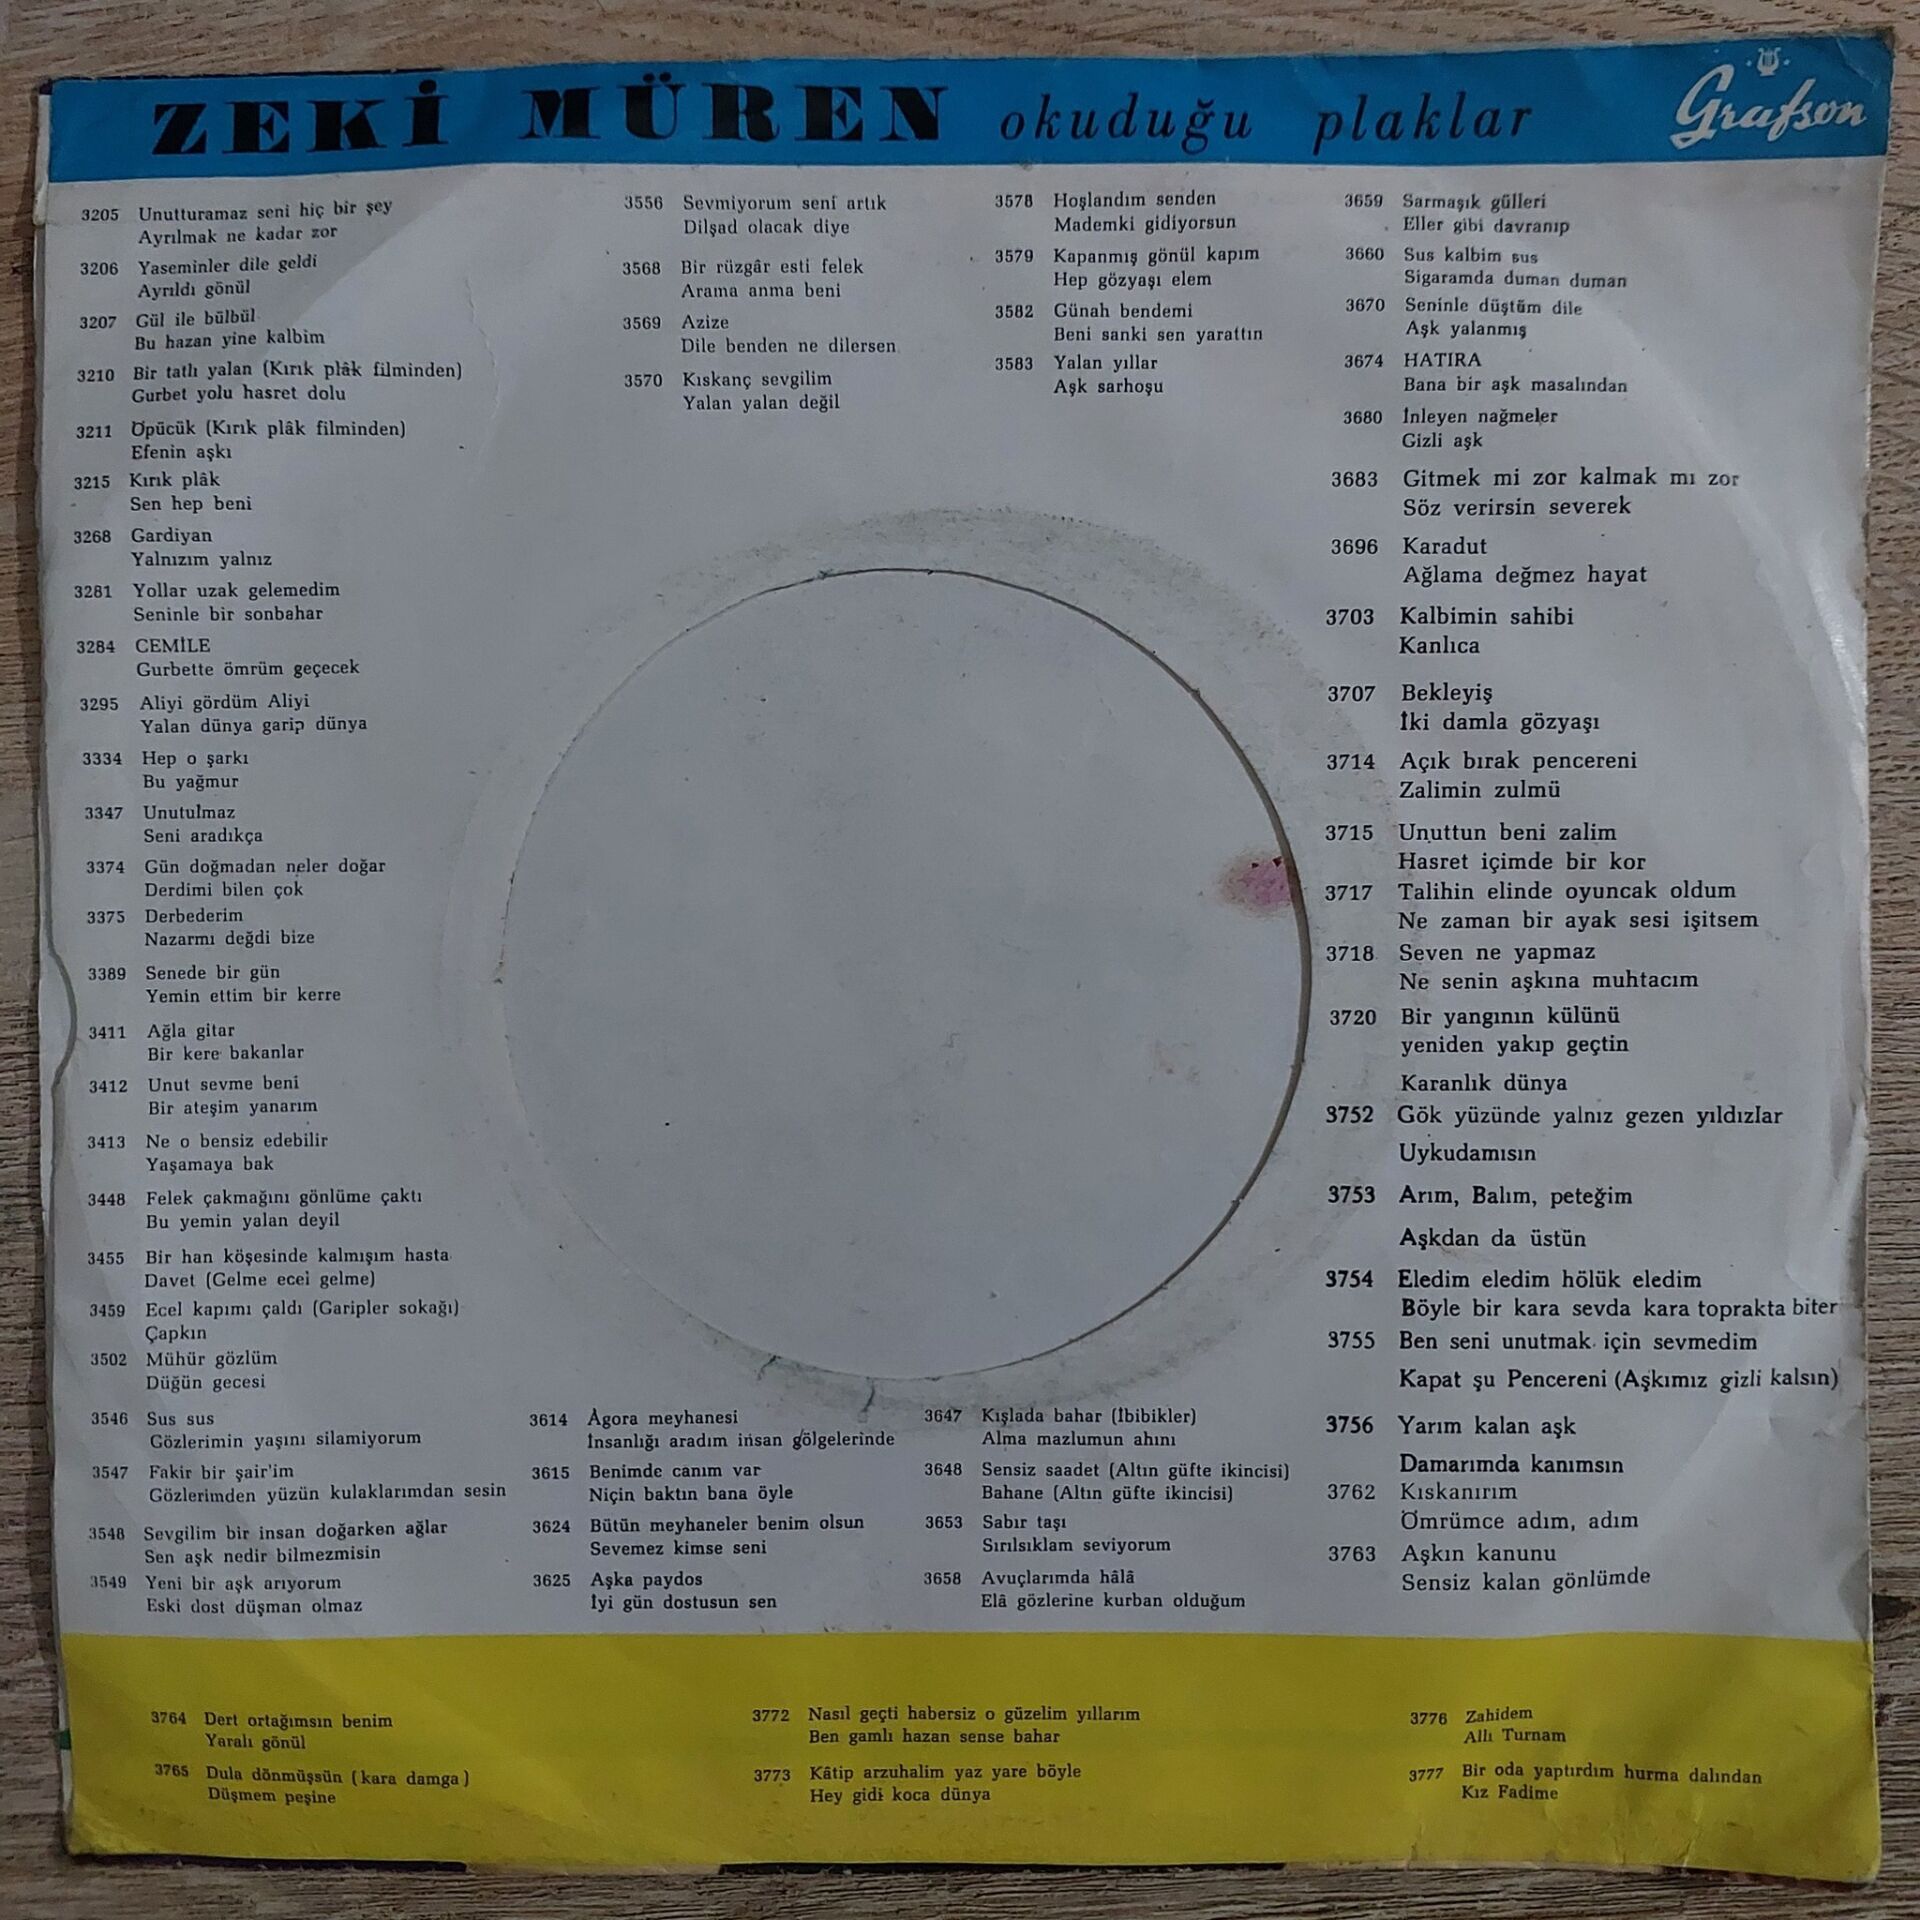 ZEKİ MÜREN okuduğu plaklar
Grafson
3205 Unutturamaz seni hiç bir şey
Ayrılmak ne kadar zor
3206 Yaseminler dile geldi
Ayrıldı gönül
3207 Gül ile bülbül
Bu hazan yine kalbim
3210 Bir tatlı yalan (Kırık plâk filminden)
Gurbet yolu hasret dolu
3211 Öpücük (Kırık plâk filminden)
Efenin aşkı
3215 Kırık plâk
Sen hep beni
3268 Gardiyan
Yalnızım yalnız
3281 Yollar uzak gelemedim
Seninle bir sonbahar
3284 CEMİLE
Gurbette ömrüm geçecek
3295 Aliyi gördüm Aliyi
Yalan dünya garip dünya
3334 Hep o şarkı
Bu yağmur
3347 Unutulmaz
Seni aradıkça
3374 Gün doğmadan neler doğar
Derdimi bilen çok
3375 Derbederim
Nazarmı değdi bize
3389 Senede bir gün
Yemin ettim bir kerre
3411 Ağla gitar
Bir kere bakanlar
3412 Unut sevme beni
Bir ateşim yanarım
3413 Ne o bensiz edebilir
Yaşamaya bak
3448 Felek çakmağını gönlüme çaktı
Bu yemin yalan deyil
3455 Bir han köşesinde kalmışım hasta
Davet (Gelme ecel gelme)
3459 Ecel kapımı çaldı (Garipler sokağı)
Çapkın
3502 Mühür gözlüm
Düğün gecesi
3546 Sus sus
Gözlerimin yaşını silamiyorum
3547 Fakir bir şair'im
Gözlerimden yüzün kulaklarımdan sesin
3548 Sevgilim bir insan doğarken ağlar
Sen aşk nedir bilmezmisin
3549 Yeni bir aşk arıyorum
Eski dost düşman olmaz
3556 Sevmiyorum seni artık
Dilşad olacak diye
3568 Bir rüzgâr esti felek
Arama anma beni
3569 Azize
Dile benden ne dilersen
3570 Kıskanç sevgilim
Yalan yalan değil
3578 Hoşlandım senden
Mademki gidiyorsun
3579 Kapanmış gönül kapım
Hep gözyaşı elem
3582 Günah bendemi
Beni sanki sen yarattın
3583 Yalan yıllar
Aşk sarhoşu
3614 Agora meyhanesi
İnsanlığı aradım insan gölgelerinde
3615 Benimde canım var
Niçin baktın bana öyle
3624 Bütün meyhaneler benim olsun
Sevemez kimse seni
3625 Aşka paydos
İyi gün dostusun sen
3647 Kışlada bahar (İbibikler)
Alma mazlumun ahını
3648 Sensiz saadet (Altın güfte ikincisi)
Bahane (Altın güfte ikincisi)
3653 Sabır taşı
Sırılsıklam seviyorum
3658 Avuçlarımda hâlâ
Elâ gözlerine kurban olduğum
3659 Sarmaşık gülleri
Eller gibi davranıp
3660 Sus kalbim sus
Sigaramda duman duman
3670 Seninle düştüm dile
Aşk yalanmış
3674 HATIRA
Bana bir aşk masalından
3680 İnleyen nağmeler
Gizli aşk
3683 Gitmek mi zor kalmak mı zor
Söz verirsin severek
3696 Karadut
Ağlama değmez hayat
3703 Kalbimin sahibi
Kanlıca
3707 Bekleyiş
İki damla gözyaşı
3714 Açık bırak pencereni
Zalimin zulmü
3715 Unuttun beni zalim
Hasret içimde bir kor
3717 Talihin elinde oyuncak oldum
Ne zaman bir ayak sesi işitsem
3718 Seven ne yapmaz
Ne senin aşkına muhtacım
3720 Bir yangının külünü
yeniden yakıp geçtin
Karanlık dünya
3752 Gök yüzünde yalnız gezen yıldızlar
Uykudamısın
3753 Arım, Balım, peteğim
Aşkdan da üstün
3754 Eledim eledim hölük eledim
Böyle bir kara sevda kara toprakta biter
3755 Ben seni unutmak için sevmedim
Kapat şu Pencereni (Aşkımız gizli kalsın)
3756 Yarım kalan aşk
Damarımda kanımsın
3762 Kıskanırım
Ömrümce adım, adım
3763 Aşkın kanunu
Sensiz kalan gönlümde
3764 Dert ortağımsın benim
Yaralı gönül
3765 Dula dönmüşsün (kara damga)
Düşmem peşine
3772 Nasıl geçti habersiz o güzelim yıllarım
Ben gamlı hazan sense bahar
3773 Kâtip arzuhalim yaz yare böyle
Hey gidi koca dünya
3776 Zahidem
Allı Turnam
3777 Bir oda yaptırdım hurma dalından
Kız Fadime